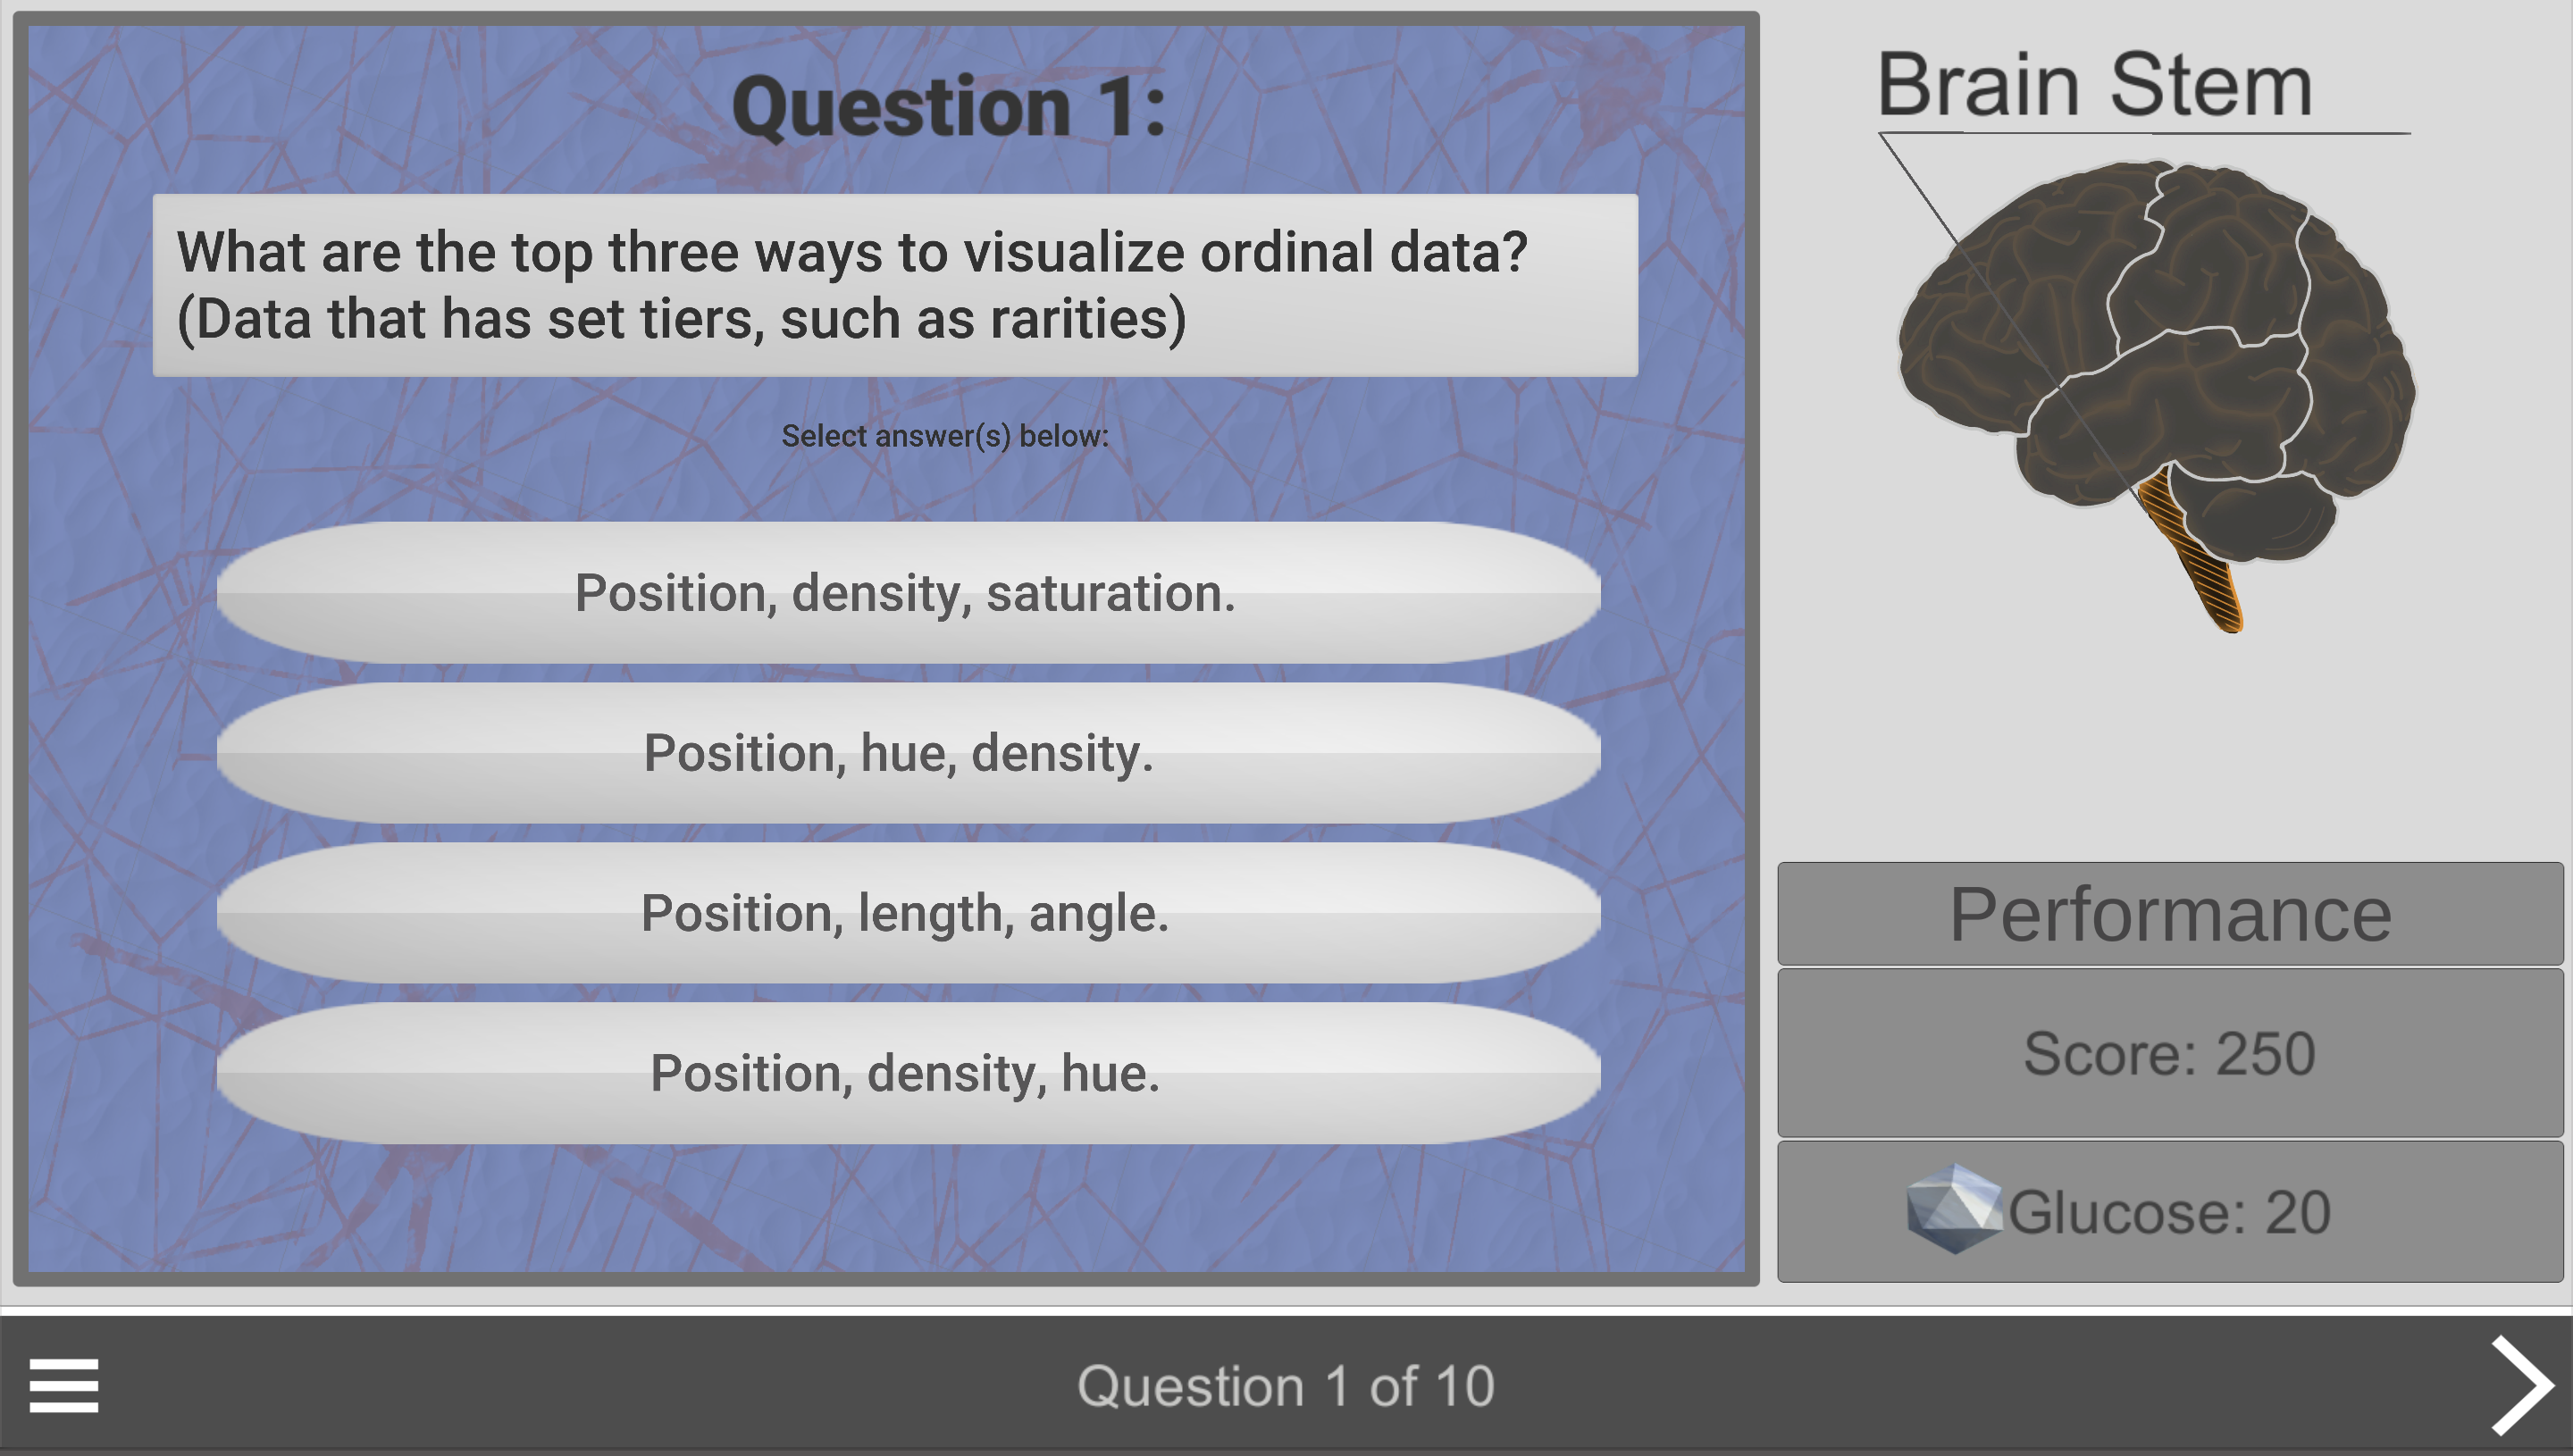 Question 1:
What are the top three ways to visualize ordinal data?
(Data that has set tiers, such as rarities)
Select answer(s) below:
Position, density, saturation.
Position, hue, density.
Position, length, angle.
Position, density, hue.
Brain Stem
Performance
Score: 250
Glucose: 20
Question 1 of 10